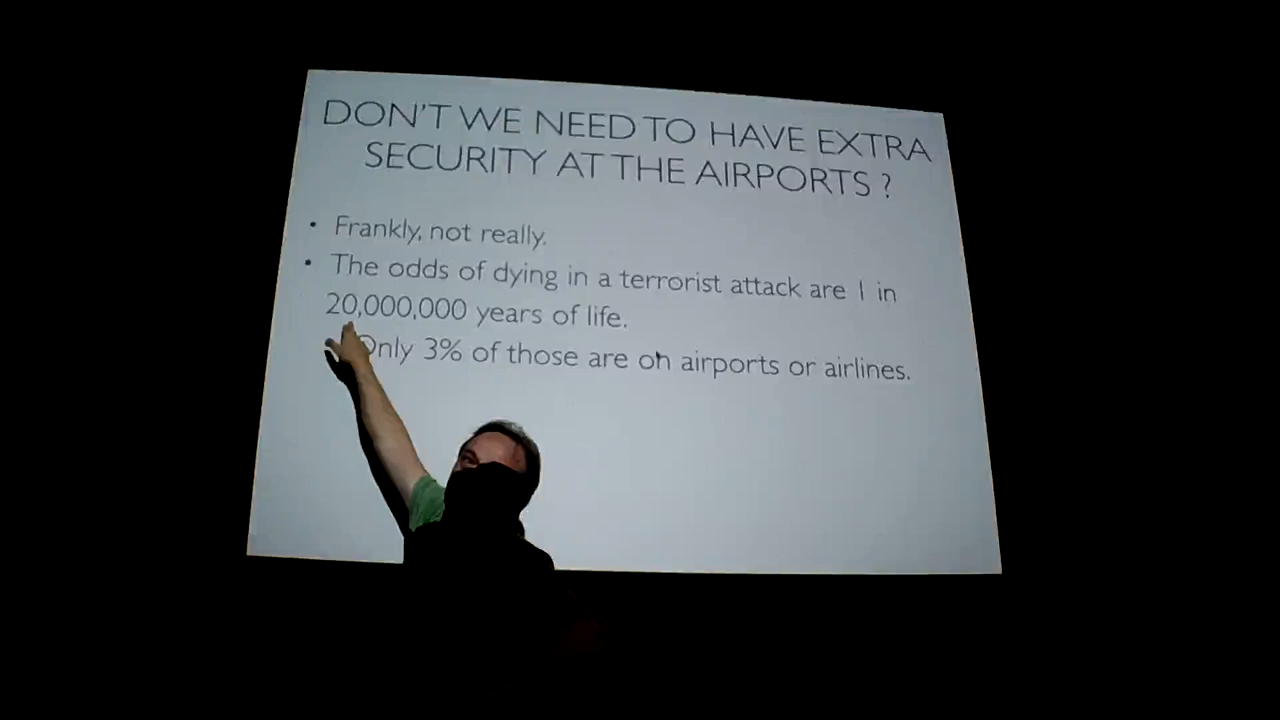 DON'T WE NEED TO HAVE EXTRA
SECURITY AT THE AIRPORTS ?
• Frankly, not really.
• The odds of dying in a terrorist attack are 1 in
20,000,000 years of life.
Only 3% of those are on airports or airlines.